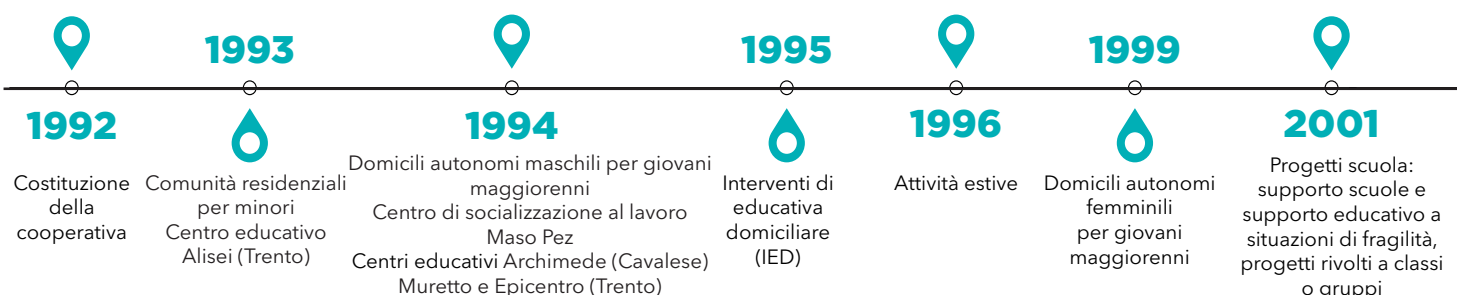 1992
Costituzione
della
cooperativa
1993
Comunità residenziali
per minori
Centro educativo
Alisei (Trento)
1994
Domicili autonomi maschili per giovani
maggiorenni
Centro di socializzazione al lavoro
Maso Pez
Centri educativi Archimede (Cavalese)
Muretto e Epicentro (Trento)
1995
Interventi di
educativa
domiciliare
(IED)
1996
Attività estive
1999
Domicili autonomi
femminili
per giovani
maggiorenni
2001
Progetti scuola:
supporto scuole e
supporto educativo a
situazioni di fragilità,
progetti rivolti a classi
o gruppi